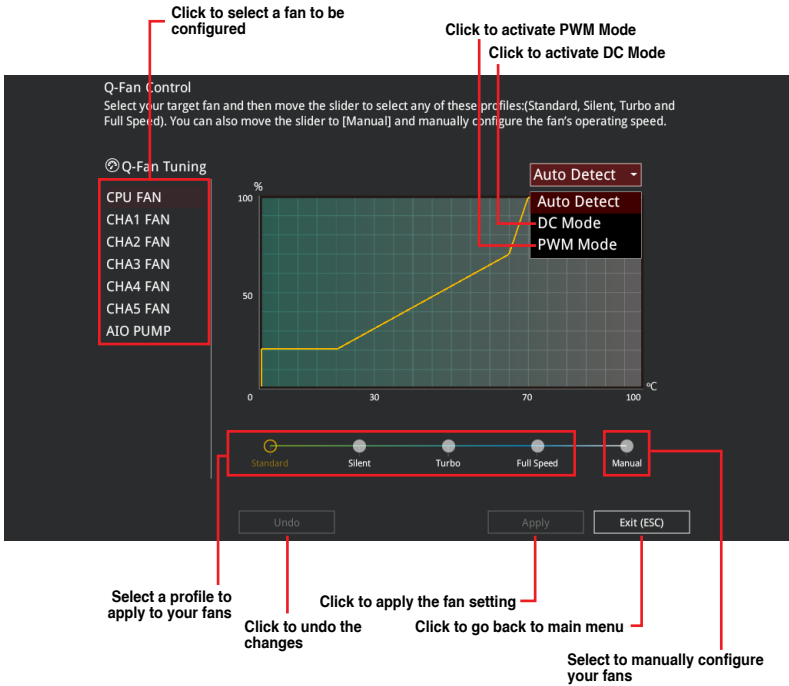 Click to select a fan to be
configured
Click to activate PWM Mode
Click to activate DC Mode
Q-Fan Control
Select your target fan and then move the slider to select any of these profiles:(Standard, Silent, Turbo and
Full Speed). You can also move the slider to [Manual] and manually configure the fan's operating speed.
Q-Fan Tuning
CPU FAN
CHA1 FAN
CHA2 FAN
CHA3 FAN
CHA4 FAN
CHA5 FAN
AIO PUMP
Auto Detect
Auto Detect
DC Mode
PWM Mode
%
100
50
0
30
70
100
ºC
Standard
Silent
Turbo
Full Speed
Manual
Undo
Apply
Exit (ESC)
Select a profile to
apply to your fans
Click to undo the
changes
Click to apply the fan setting
Click to go back to main menu
Select to manually configure
your fans